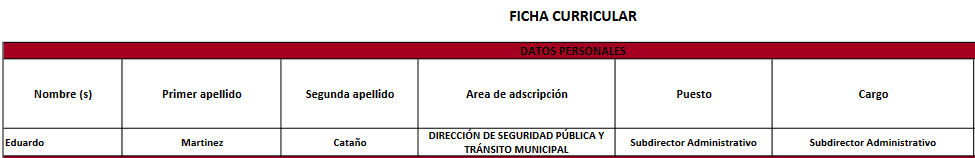 FICHA CURRICULAR
DATOS PERSONALES
Nombre (s) Primer apellido Segunda apellido Area de adscripción Puesto Cargo
Eduardo Martinez Cataño DIRECCIÓN DE SEGURIDAD PÚBLICA Y TRÁNSITO MUNICIPAL Subdirector Administrativo Subdirector Administrativo